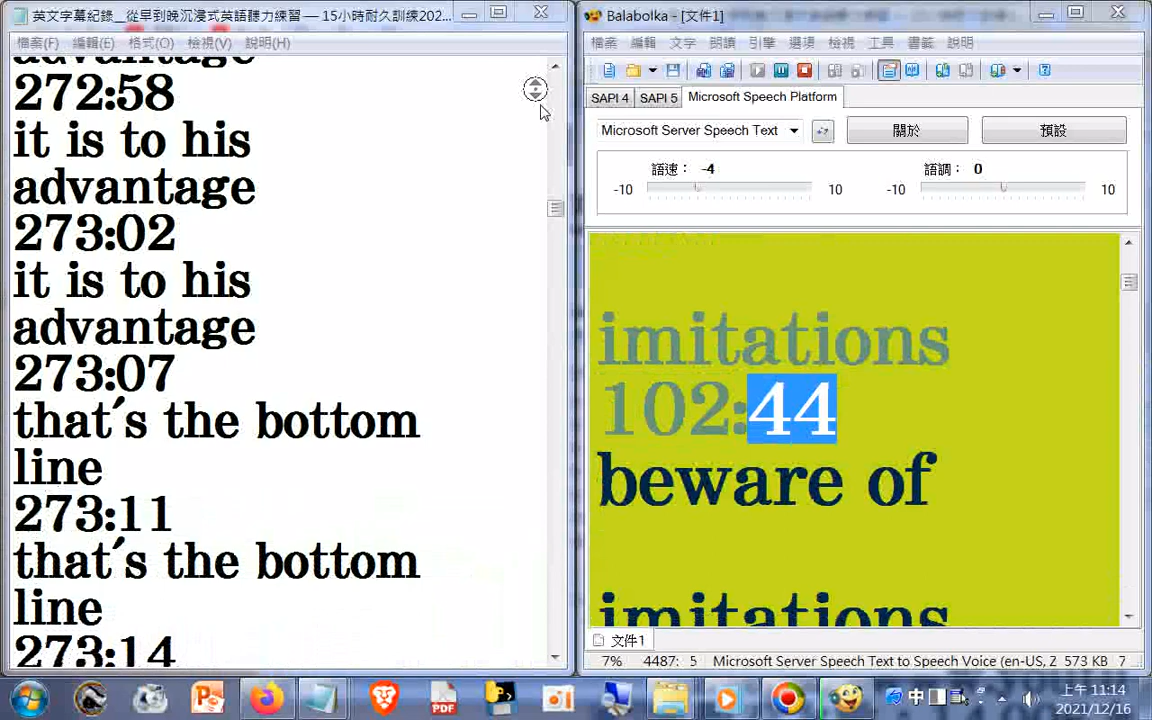 英文字幕紀錄__從早到晚沉浸式英語聽力練習 — 15小時耐久訓練202...
檔案(F) 編輯(E) 格式(O) 檢視(V) 說明(H)
advantage
272:58
it is to his
advantage
273:02
it is to his
advantage
273:07
that's the bottom
line
273:11
that's the bottom
line
273:14
Balabolka - [文件1]
檔案 編輯 文字 朗讀 引擎 選項 檢視 工具 書籤 說明
SAPI 4 SAPI 5 Microsoft Speech Platform
Microsoft Server Speech Text 關於 預設
語速： -4 語調： 0
-10 10 -10 10
imitations
102:44
beware of
imitations
文件1
7% 4487: 5 Microsoft Server Speech Text to Speech Voice (en-US, 2 573 KB 7
PDF 中 上午 11:14
2021/12/16